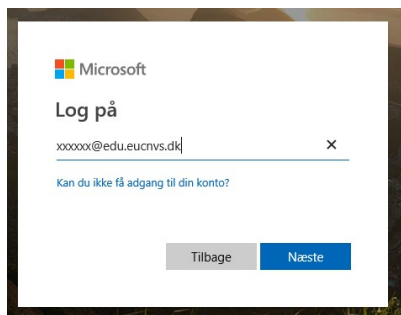 Microsoft
Log på
xxxxxx@edu.eucnvs.dk
Kan du ikke få adgang til din konto?
Tilbage Næste